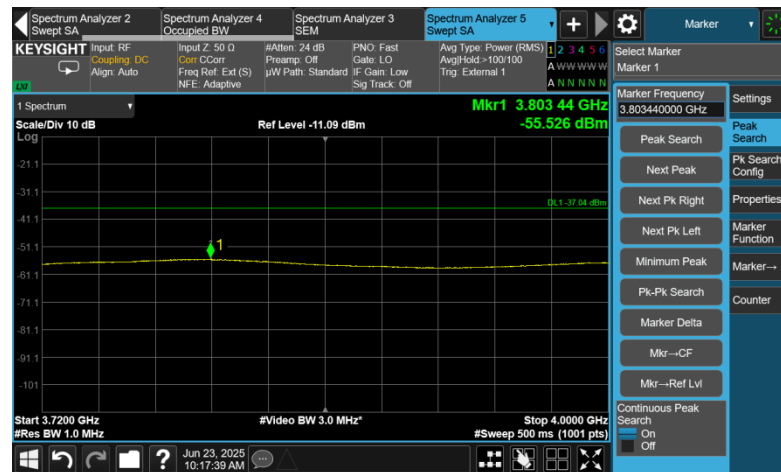 Spectrum Analyzer 2
Swept SA
Spectrum Analyzer 4
Occupied BW
Spectrum Analyzer 3
SEM
Spectrum Analyzer 5
Swept SA
Marker
KEYSIGHT
Input: RF
Coupling: DC
Align: Auto
Input Z: 50 Ω
Corr CCorr
Freq Ref: Ext (S)
NFE: Adaptive
#Atten: 24 dB
Preamp: Off
µW Path: Standard
PNO: Fast
Gate: LO
IF Gain: Low
Sig Track: Off
Avg Type: Power (RMS)
Avg|Hold:>100/100
Trig: External 1
1 2 3 4 5 6
A W W W W W
A N N N N N
LXI
Select Marker
Marker 1
1 Spectrum
Mkr1 3.803 44 GHz
Scale/Div 10 dB
Ref Level -11.09 dBm
-55.526 dBm
Log
-21.1
-31.1
-41.1
-51.1
-61.1
-71.1
-81.1
-91.1
-101
DL1 -37.04 dBm
1
Start 3.7200 GHz
#Video BW 3.0 MHz*
Stop 4.0000 GHz
#Res BW 1.0 MHz
#Sweep 500 ms (1001 pts)
Marker Frequency
3.803440000 GHz
Peak Search
Next Peak
Next Pk Right
Next Pk Left
Minimum Peak
Pk-Pk Search
Marker Delta
Mkr→CF
Mkr→Ref Lvl
Continuous Peak
Search
On
Off
Settings
Peak
Search
Pk Search
Config
Properties
Marker
Function
Marker→
Counter
?
Jun 23, 2025
10:17:39 AM